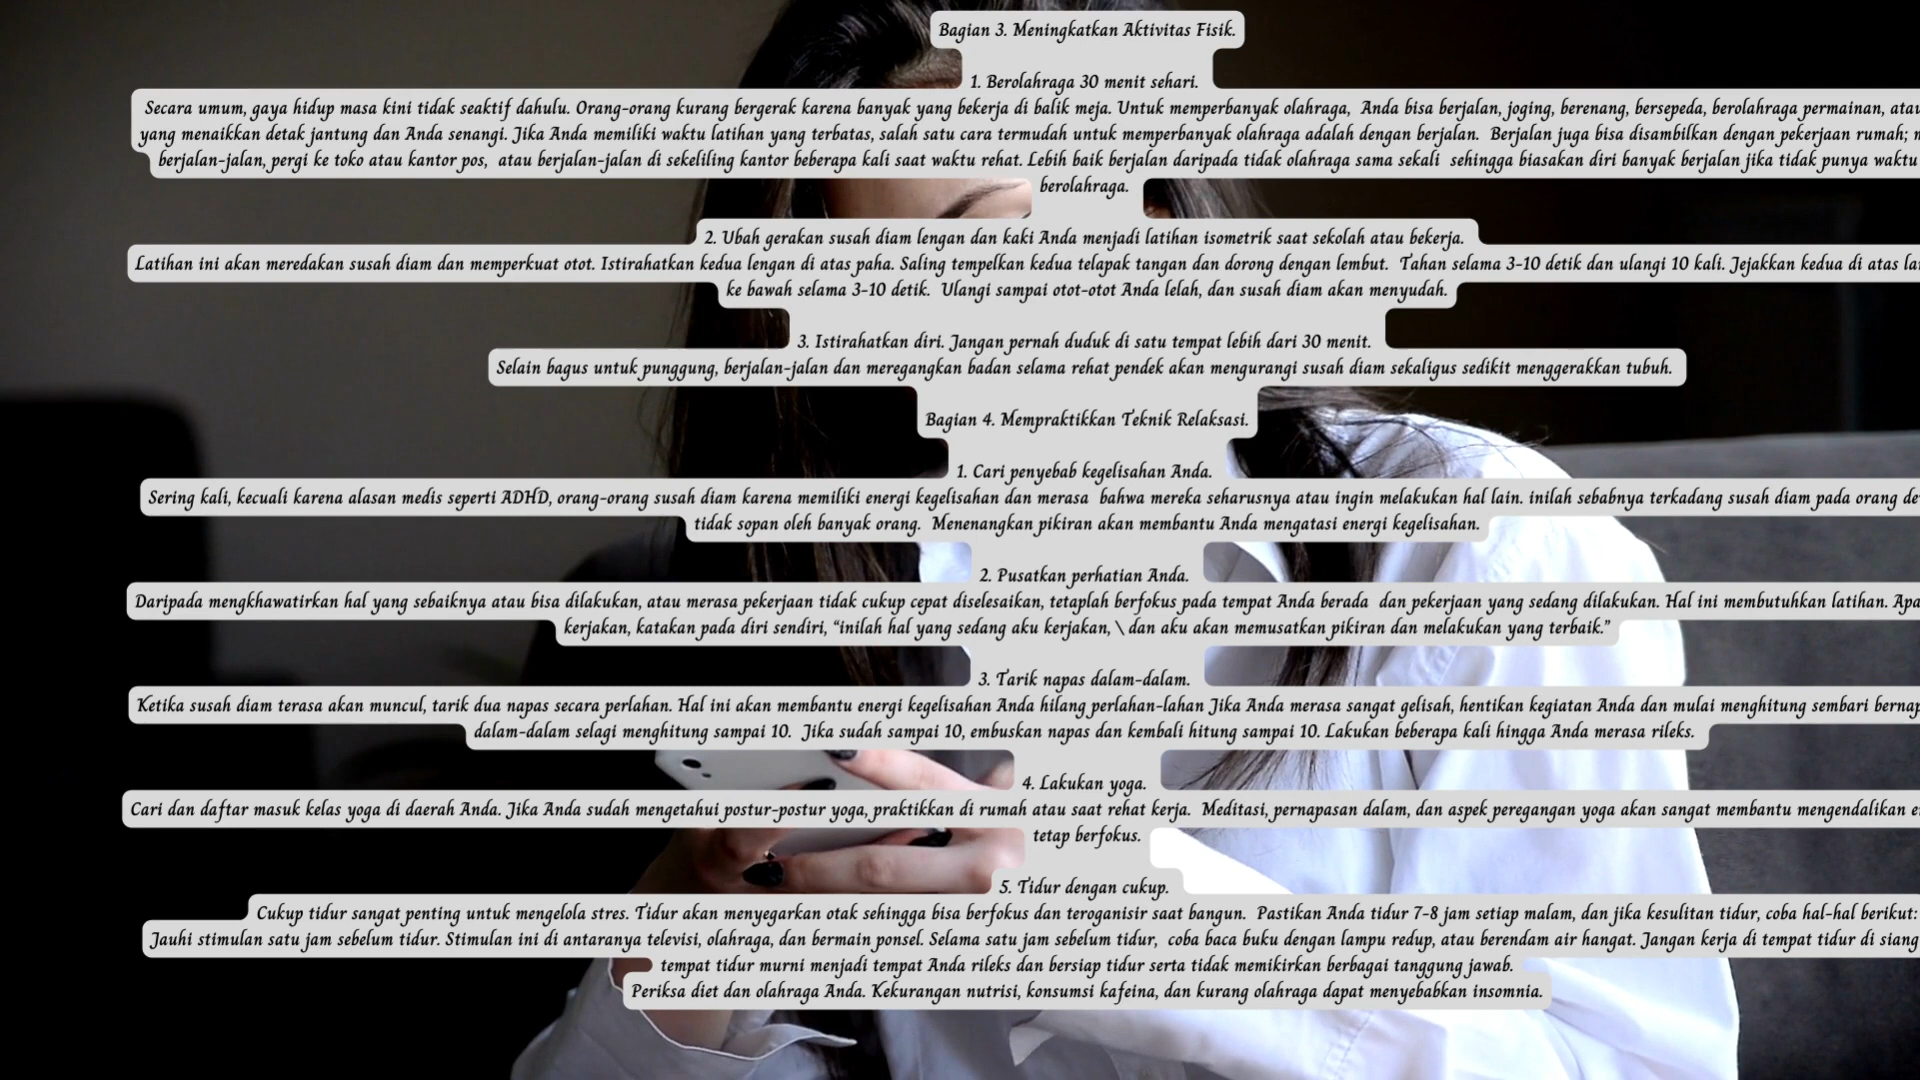 Bagian 3. Meningkatkan Aktivitas Fisik.
1. Berolahraga 30 menit sehari.
Secara umum, gaya hidup masa kini tidak seaktif dahulu. Orang-orang kurang bergerak karena banyak yang bekerja di balik meja. Untuk memperbanyak olahraga, Anda bisa berjalan, joging, berenang, bersepeda, berolahraga permainan, atau
yang menaikkan detak jantung dan Anda senangi. Jika Anda memiliki waktu latihan yang terbatas, salah satu cara termudah untuk memperbanyak olahraga adalah dengan berjalan. Berjalan juga bisa disambilkan dengan pekerjaan rumah;
berjalan-jalan, pergi ke toko atau kantor pos, atau berjalan-jalan di sekeliling kantor beberapa kali saat waktu rehat. Lebih baik berjalan daripada tidak olahraga sama sekali sehingga biasakan diri banyak berjalan jika tidak punya waktu
berolahraga.
2. Ubah gerakan susah diam lengan dan kaki Anda menjadi latihan isometrik saat sekolah atau bekerja.
Latihan ini akan meredakan susah diam dan memperkuat otot. Istirahatkan kedua lengan di atas paha. Saling tempelkan kedua telapak tangan dan dorong dengan lembut. Tahan selama 3-10 detik dan ulangi 10 kali. Jejakkan kedua di atas
ke bawah selama 3-10 detik. Ulangi sampai otot-otot Anda lelah, dan susah diam akan menyudah.
3. Istirahatkan diri. Jangan pernah duduk di satu tempat lebih dari 30 menit.
Selain bagus untuk punggung, berjalan-jalan dan meregangkan badan selama rehat pendek akan mengurangi susah diam sekaligus sedikit menggerakkan tubuh.
Bagian 4. Mempraktikkan Teknik Relaksasi.
1. Cari penyebab kegelisahan Anda.
Sering kali, kecuali karena alasan medis seperti ADHD, orang-orang susah diam karena memiliki energi kegelisahan dan merasa bahwa mereka seharusnya atau ingin melakukan hal lain. inilah sebabnya terkadang susah diam pada orang
tidak sopan oleh banyak orang. Menenangkan pikiran akan membantu Anda mengatasi energi kegelisahan.
2. Pusatkan perhatian Anda.
Daripada mengkhawatirkan hal yang sebaiknya atau bisa dilakukan, atau merasa pekerjaan tidak cukup cepat diselesaikan, tetaplah berfokus pada tempat Anda berada dan pekerjaan yang sedang dilakukan. Hal ini membutuhkan latihan.
kerjakan, katakan pada diri sendiri, “inilah hal yang sedang aku kerjakan, \ dan aku akan memusatkan pikiran dan melakukan yang terbaik.”
3. Tarik napas dalam-dalam.
Ketika susah diam terasa akan muncul, tarik dua napas secara perlahan. Hal ini akan membantu energi kegelisahan Anda hilang perlahan-lahan Jika Anda merasa sangat gelisah, hentikan kegiatan Anda dan mulai menghitung sembari
dalam-dalam selagi menghitung sampai 10. Jika sudah sampai 10, embuskan napas dan kembali hitung sampai 10. Lakukan beberapa kali hingga Anda merasa rileks.
4. Lakukan yoga.
Cari dan daftar masuk kelas yoga di daerah Anda. Jika Anda sudah mengetahui postur-postur yoga, praktikkan di rumah atau saat rehat kerja. Meditasi, pernapasan dalam, dan aspek peregangan yoga akan sangat membantu mengendalikan
tetap berfokus.
5. Tidur dengan cukup.
Cukup tidur sangat penting untuk mengelola stres. Tidur akan menyegarkan otak sehingga bisa berfokus dan teroganisir saat bangun. Pastikan Anda tidur 7-8 jam setiap malam, dan jika kesulitan tidur, coba hal-hal berikut:
Jauhi stimulan satu jam sebelum tidur. Stimulan ini di antaranya televisi, olahraga, dan bermain ponsel. Selama satu jam sebelum tidur, coba baca buku dengan lampu redup, atau berendam air hangat. Jangan kerja di tempat tidur di siang
tempat tidur murni menjadi tempat Anda rileks dan bersiap tidur serta tidak memikirkan berbagai tanggung jawab.
Periksa diet dan olahraga Anda. Kekurangan nutrisi, konsumsi kafeina, dan kurang olahraga dapat menyebabkan insomnia.